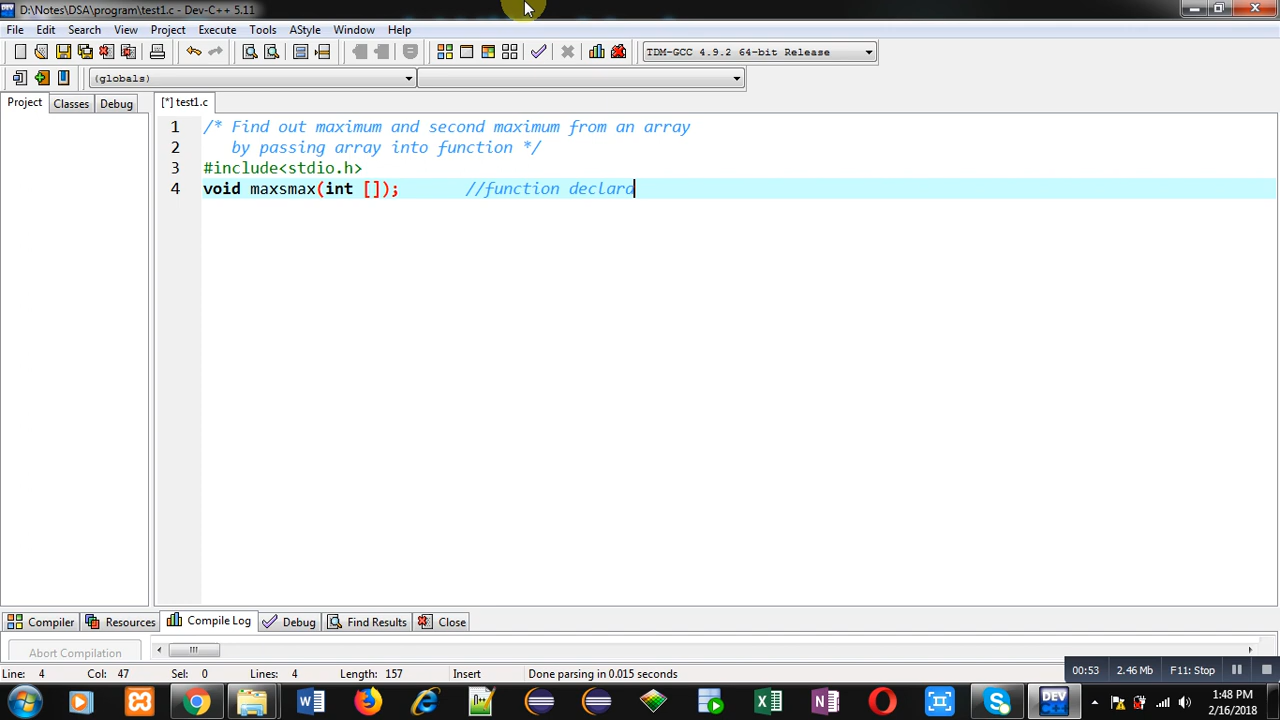 D:\Notes\DSA\program\test1.c - Dev-C++ 5.11
File Edit Search View Project Execute Tools AStyle Window Help
TDM-GCC 4.9.2 64-bit Release
(globals)
Project Classes Debug [*] test1.c
1 /* Find out maximum and second maximum from an array
2 by passing array into function */
3 #include<stdio.h>
4 void maxsmax(int []); //function declara
Compiler Resources Compile Log Debug Find Results Close
Abort Compilation
Line: 4 Col: 47 Sel: 0 Lines: 4 Length: 157 Insert Done parsing in 0.015 seconds
00:53 2.46 Mb F11: Stop
DEV
1:48 PM
2/16/2018